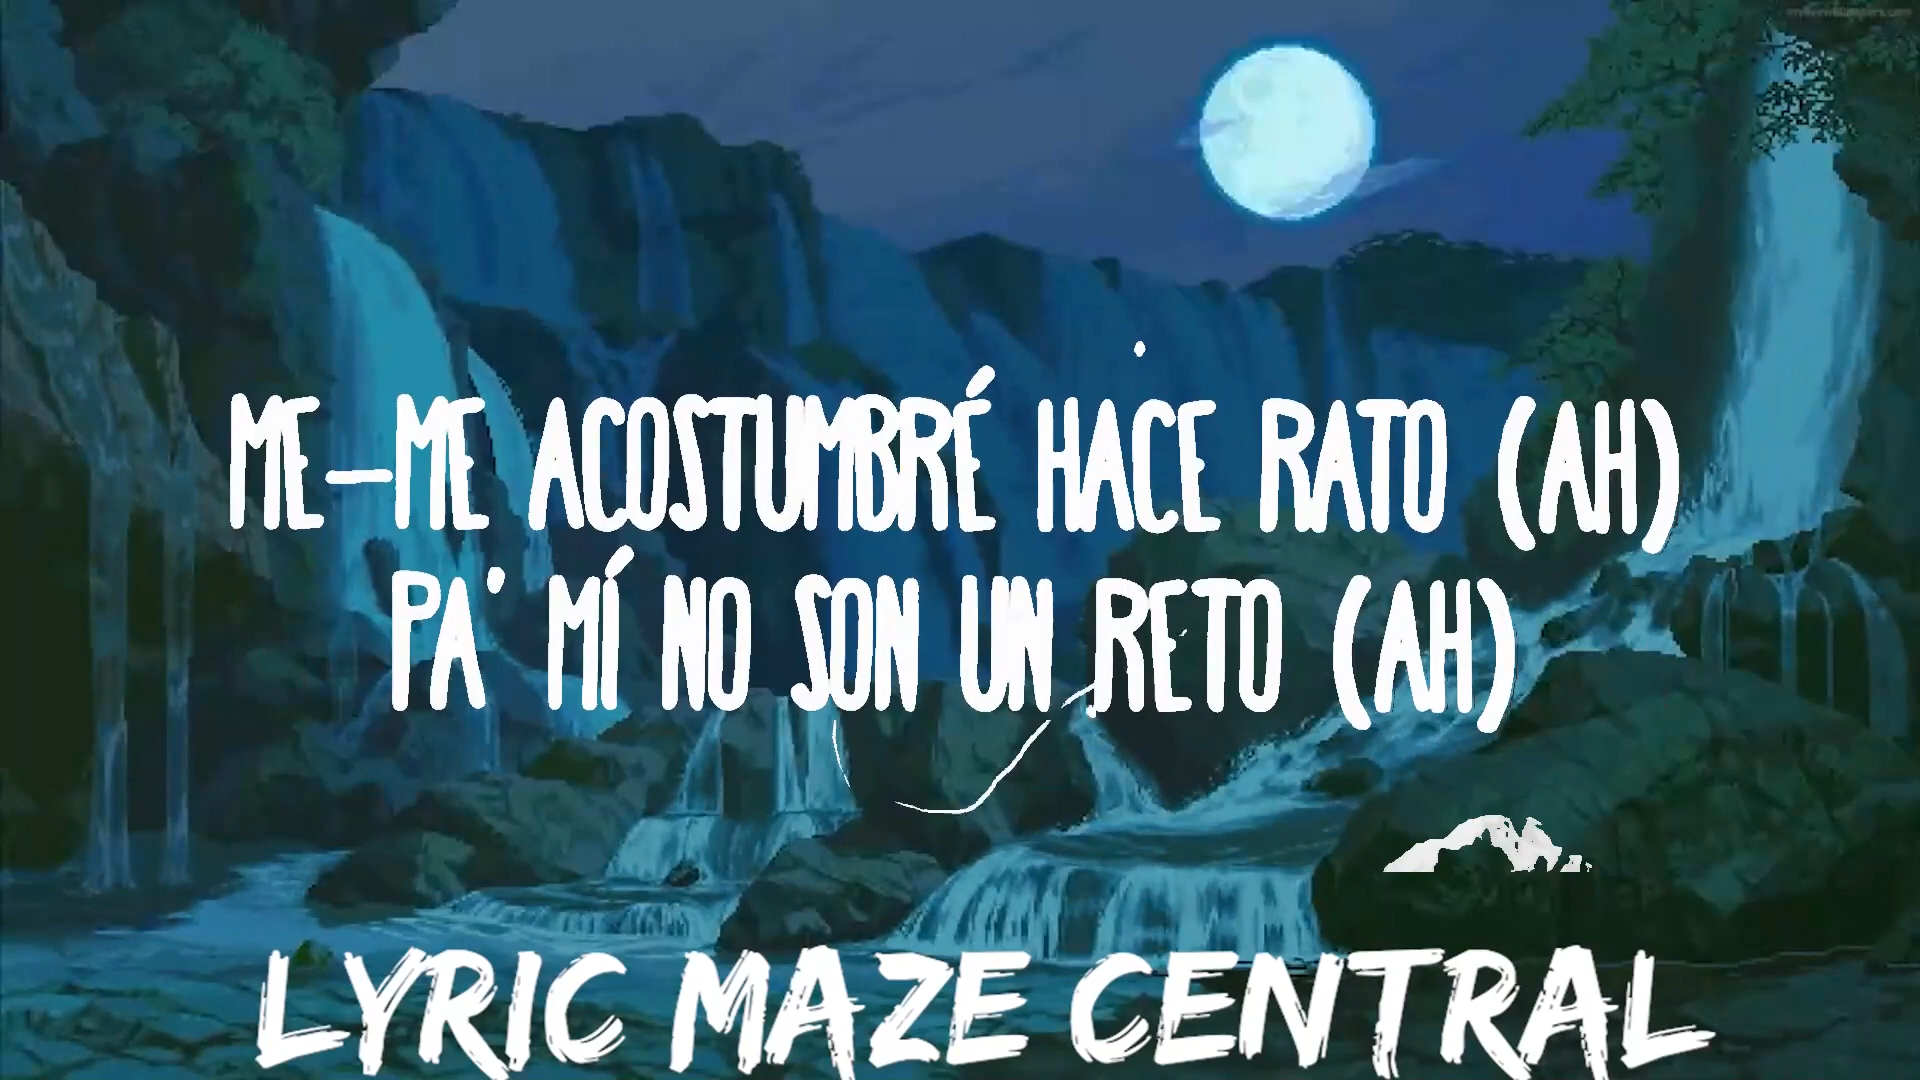 ME-ME ACOSTUMBRÉ HACE RATO (AH)
PA' MÍ NO SON UN RETO (AH)
LYRIC MAZE CENTRAL